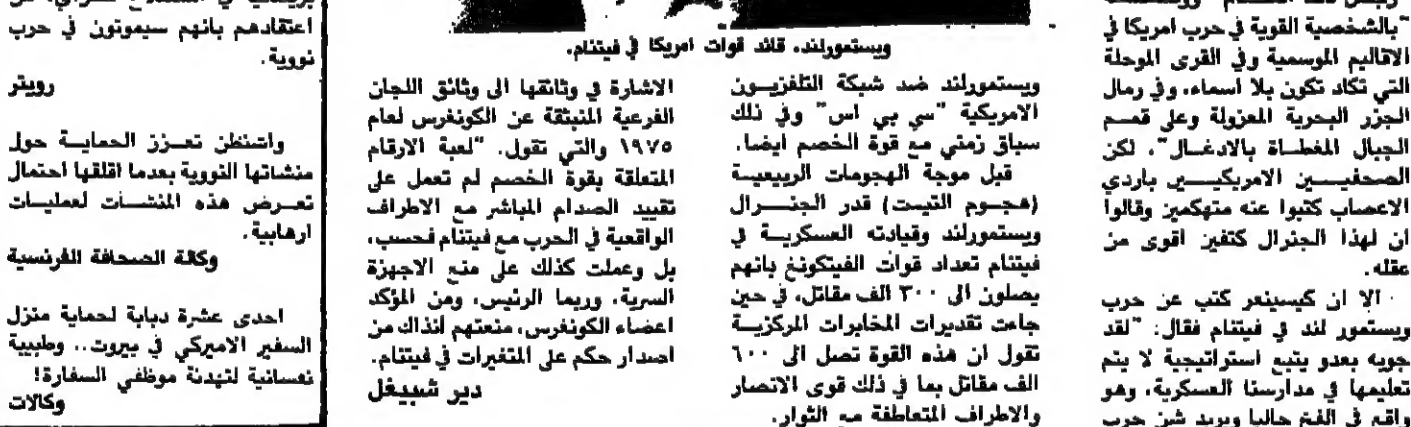 "بالشخصية القوية في حرب امريكا في
الاقاليم الموسمية وفي القرى الموحلة
التي تكاد تكون بلا اسماء، وفي رمال
الجزر البحرية المعزولة وعلى قمم
الجبال المغطاة بالادغال". لكن
الصحفيين الامريكيين باردي
الاعصاب كتبوا عنه متهكمين وقالوا
ان لهذا الجنرال كتفين اقوى من
عقله.
الا ان كيسينعر كتب عن حرب
ويستمور لند في فيتنام فقال: "لقد
جوبه بعدو يتبع استراتيجية لا يتم
تعليمها في مدارسنا العسكرية، وهو
واقع في الفخ حاليا ويريد شن حرب
ويستمورلند، قائد قوات امريكا في فيتنام.
ويستمورلند ضد شبكة التلفزيون
الامريكية "سي بي اس" وفي ذلك
سباق زمني مع قوة الخصم ايضا.
قبل موجة الهجومات الربيعية
(هجوم التيست) قدر الجنرال
ويستمورلند وقيادته العسكرية في
فيتنام تعداد قوات الفيتكونغ بانهم
يصلون الى ٣٠٠ الف مقاتل، في حين
جاءت تقديرات المخابرات المركزية
تقول ان هذه القوة تصل الى ٦٠٠
الف مقاتل بما في ذلك قوى الانصار
والاطراف المتعاطفة مع الثوار.
الاشارة في وثائقها الى وثائق اللجان
الفرعية المنبثقة عن الكونغرس لعام
١٩٧٥ والتي تقول. "لعبة الارقام
المتعلقة بقوة الخصم لم تعمل على
تقييد الصدام المباشر مع الاطراف
الواقعية في الحرب مع فيتنام فحسب،
بل وعملت كذلك على منع الاجهزة
السرية، وربما الرئيس، ومن المؤكد
اعضاء الكونغرس، منعتهم انذاك من
اصدار حكم على المتغيرات في فيتنام.
دير شبيغل
اعتقادهم بانهم سيموتون في حرب
نووية.
رويتر
واشنطن تعزز الحماية حول
منشاتها النووية بعدما اقلقها احتمال
تعرض هذه المنشات لعمليات
ارهابية.
وكالة الصحافة الفرنسية
احدى عشرة دبابة لحماية منزل
السفير الاميركي في بيروت.. وطبيبة
نفسانية لتهدئة موظفي السفارة!
وكالات